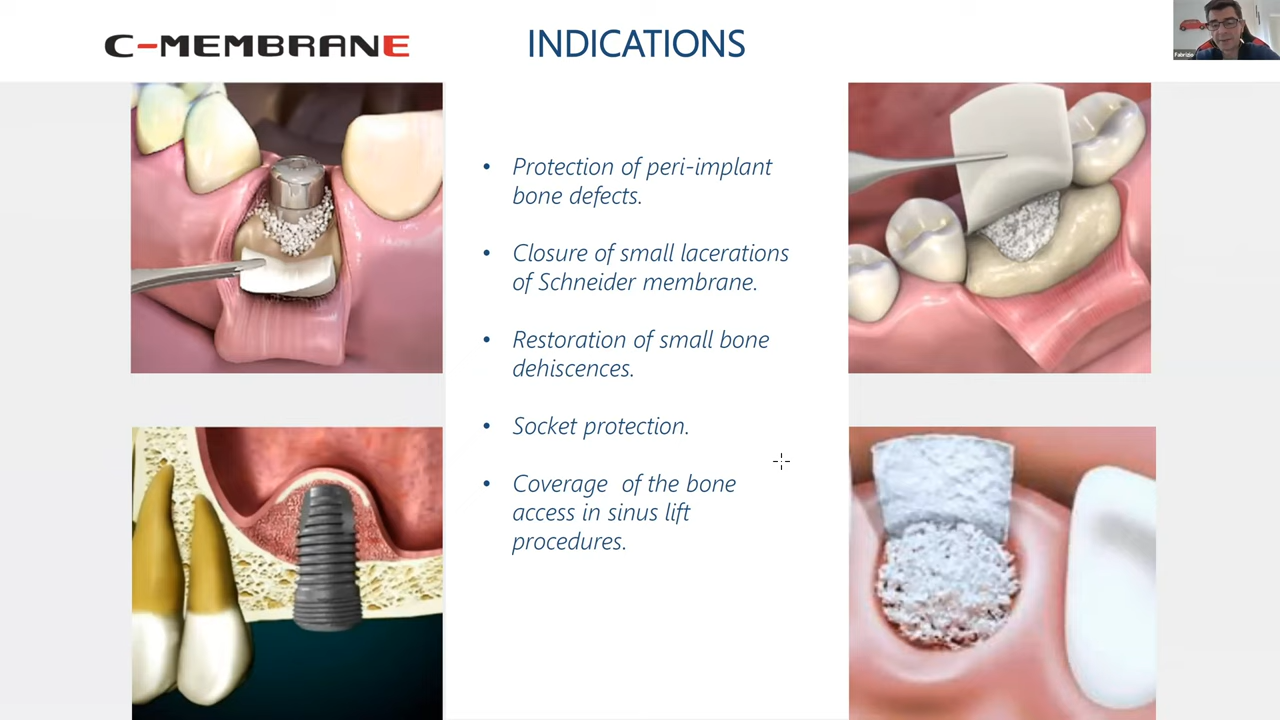 C-MEMBRANE
INDICATIONS
Fabrizio
• Protection of peri-implant
bone defects.
• Closure of small lacerations
of Schneider membrane.
• Restoration of small bone
dehiscences.
• Socket protection.
• Coverage of the bone
access in sinus lift
procedures.